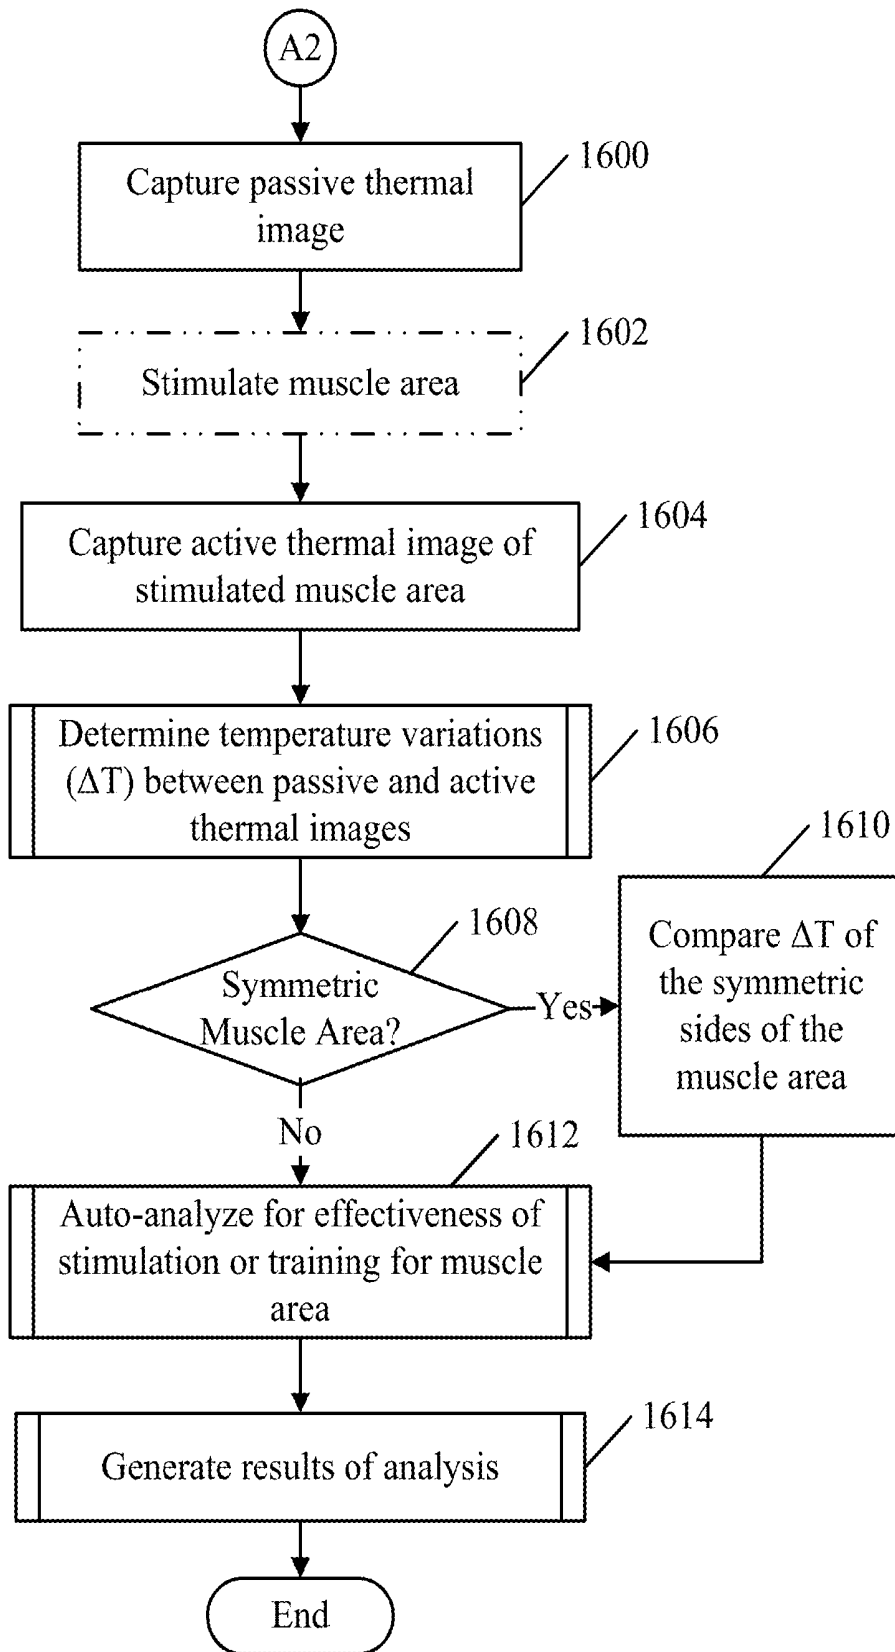 A2
1600
Capture passive thermal
image
1602
Stimulate muscle area
1604
Capture active thermal image of
stimulated muscle area
1606
Determine temperature variations
(ΔT) between passive and active
thermal images
1608
Symmetric
Muscle Area?
Yes
1610
Compare ΔT of
the symmetric
sides of the
muscle area
No
1612
Auto-analyze for effectiveness of
stimulation or training for muscle
area
1614
Generate results of analysis
End